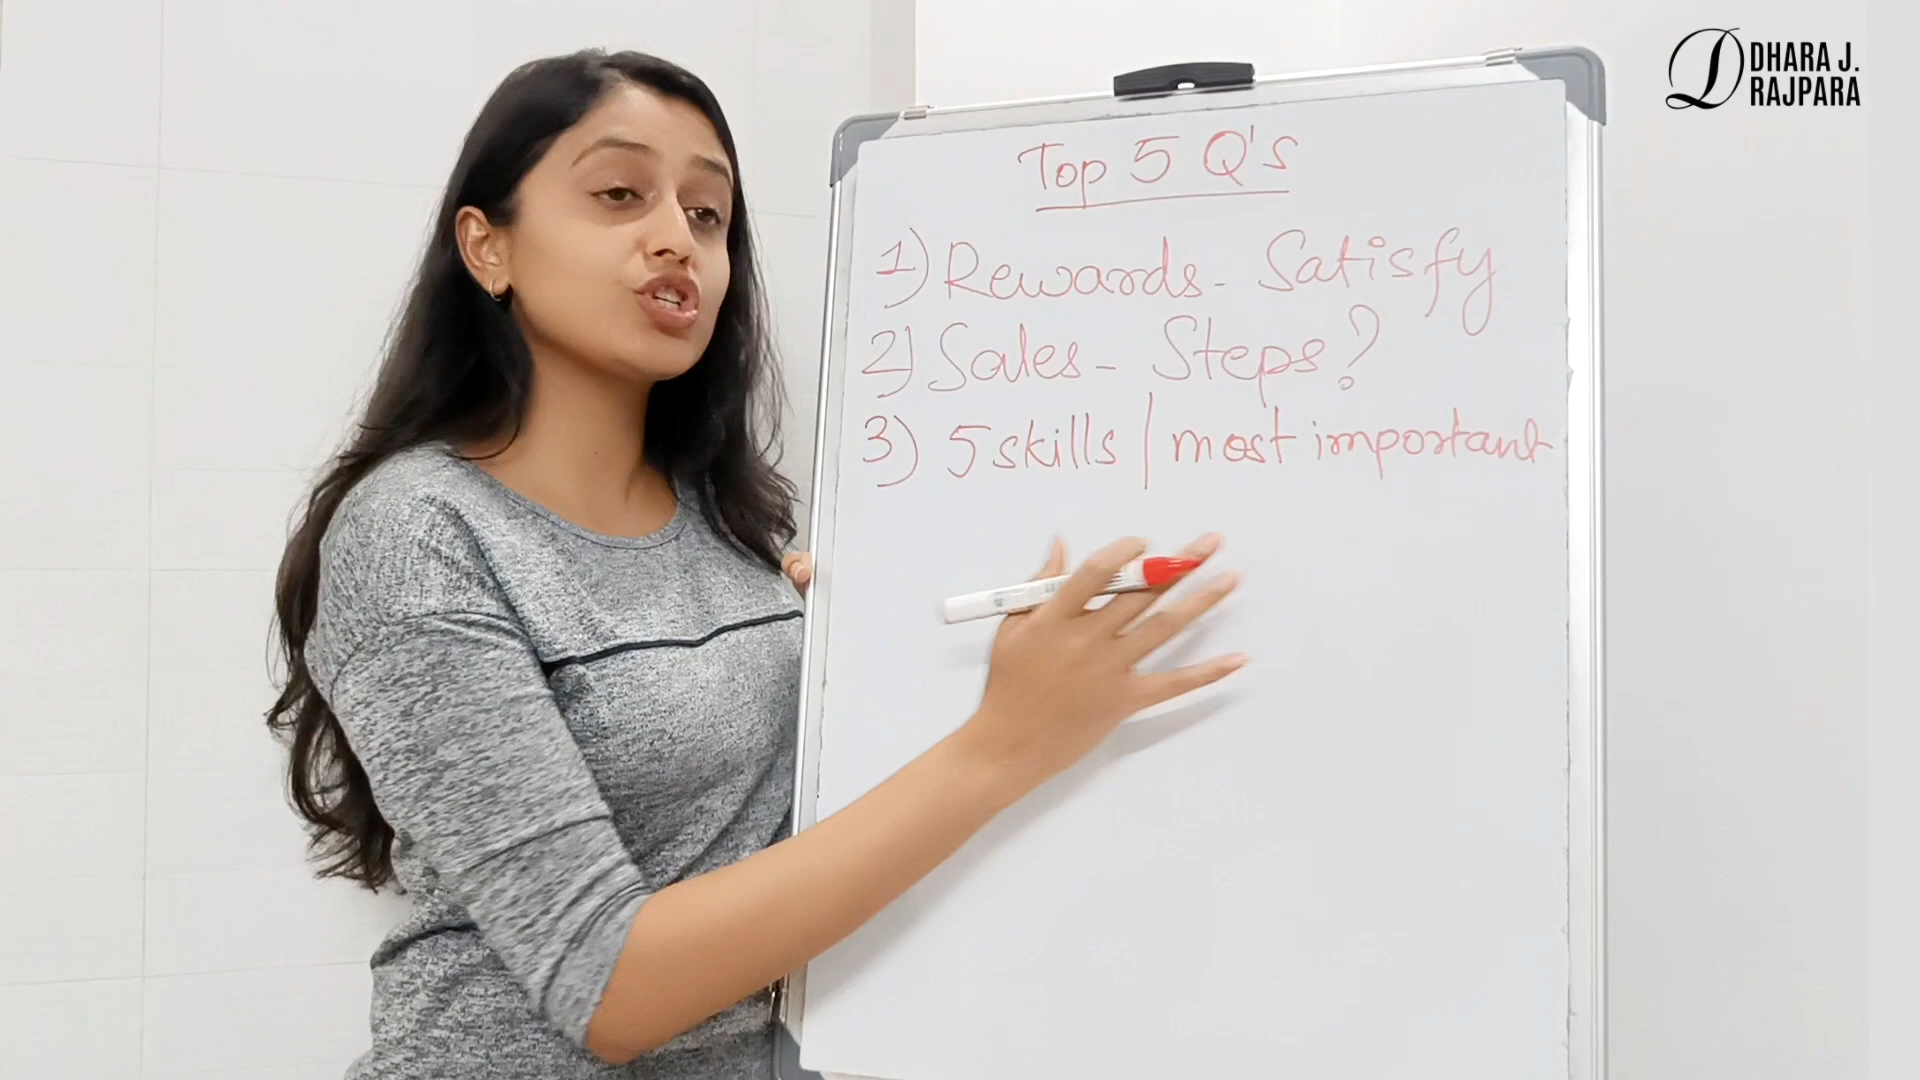 DHARA J.
RAJPARA
Top 5 Q's
1) Rewards - Satisfy
2) Sales - Steps?
3) 5 skills / most important